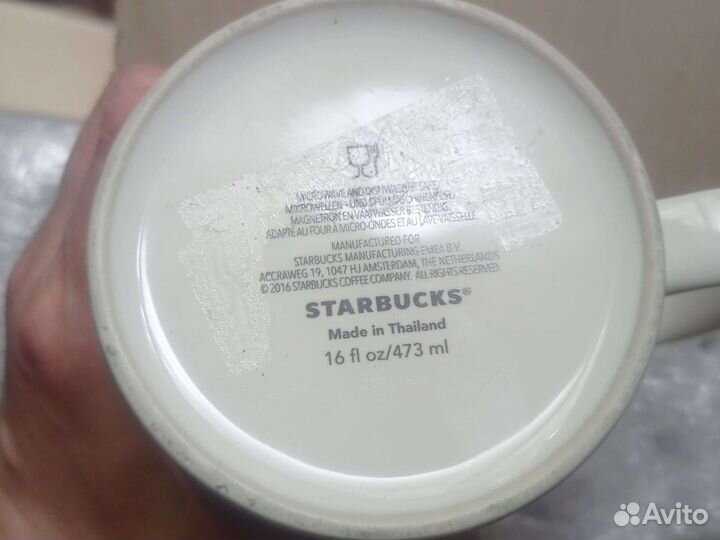 MICROWAVE AND DISHWASHER SAFE
MIKROWELLEN - UND SPÜLMASCHINENFEST
MAGNETRON EN VAATWASSER BESTENDIG
ADAPTÉ AU FOUR À MICRO-ONDES ET AU LAVE-VAISSELLE
MANUFACTURED FOR
STARBUCKS MANUFACTURING EMEA B.V.
ACCRAWEG 19, 1047 HJ AMSTERDAM, THE NETHERLANDS
© 2016 STARBUCKS COFFEE COMPANY. ALL RIGHTS RESERVED.
STARBUCKS®
Made in Thailand
16 fl oz/473 ml
Avito